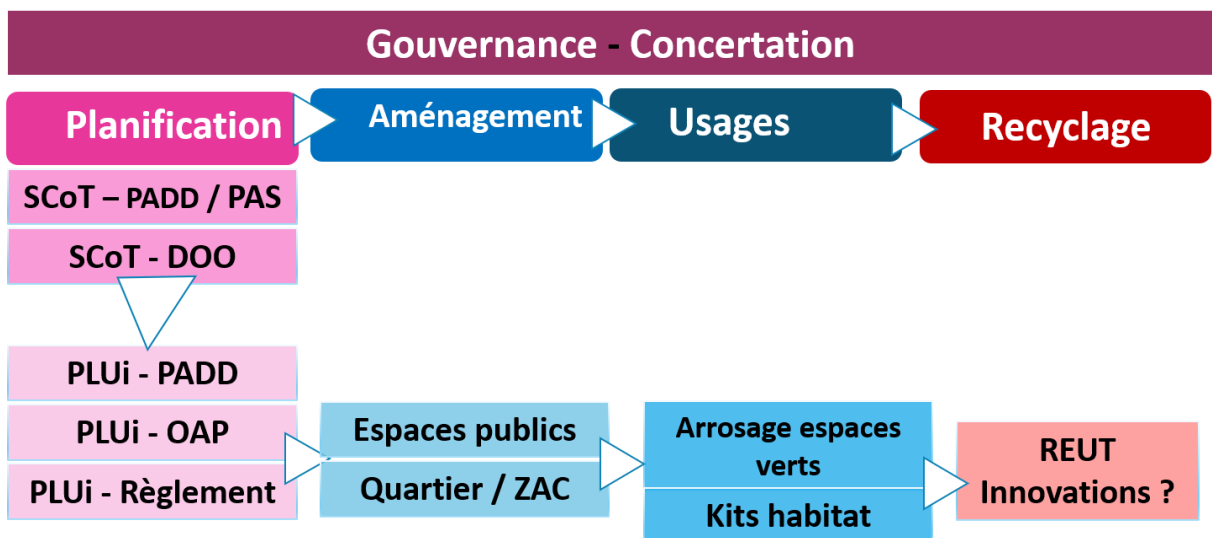 Gouvernance - Concertation
Planification
Aménagement
Usages
Recyclage
SCoT – PADD / PAS
SCoT - DOO
PLUi - PADD
PLUi - OAP
PLUi - Règlement
Espaces publics
Quartier / ZAC
Arrosage espaces
verts
Kits habitat
REUT
Innovations ?